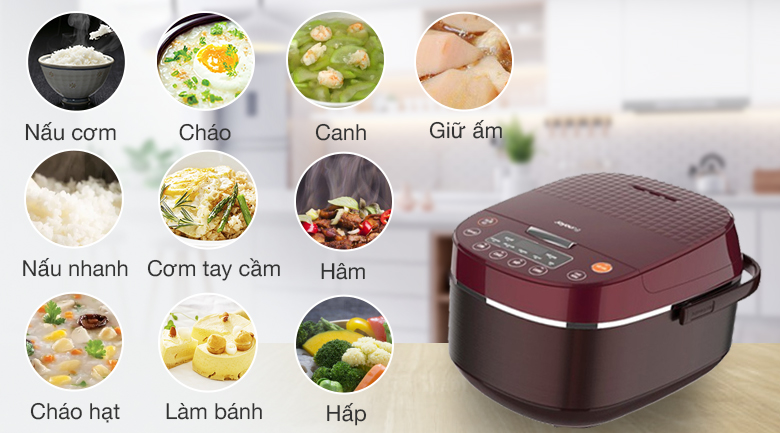 Nấu cơm
Cháo
Canh
Giữ ấm
Nấu nhanh
Cơm tay cầm
Hâm
Cháo hạt
Làm bánh
Hấp